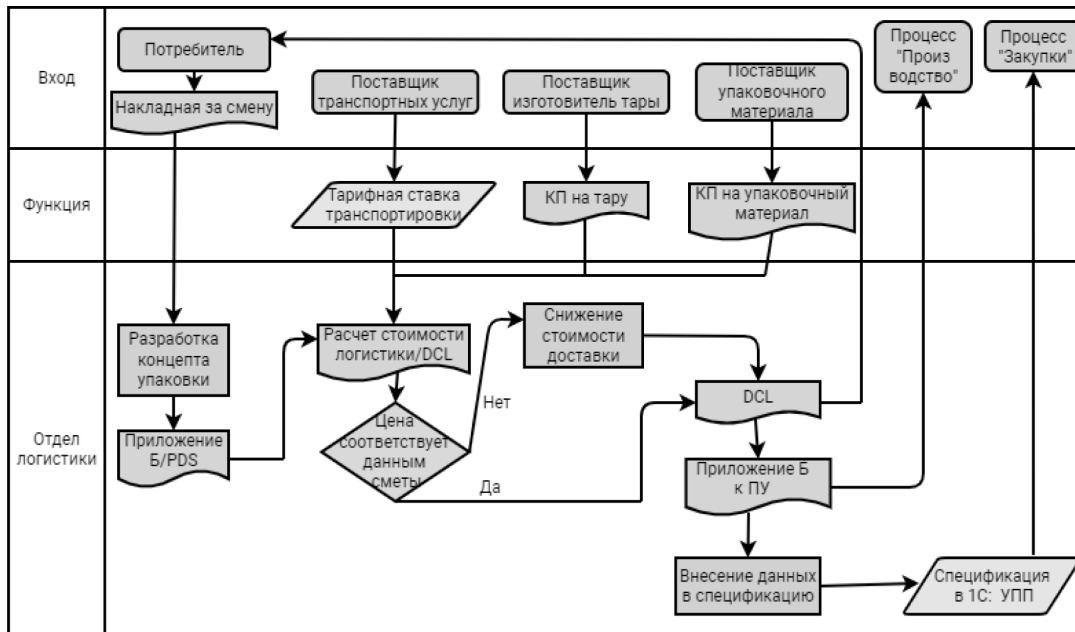 Вход
Потребитель
Накладная за смену
Поставщик
транспортных услуг
Поставщик
изготовитель тары
Поставщик
упаковочного
материала
Процесс
"Произ
водство"
Процесс
"Закупки"
Функция
Тарифная ставка
транспортировки
КП на тару
КП на упаковочный
материал
Отдел
логистики
Разработка
концепта
упаковки
Приложение
Б/PDS
Расчет стоимости
логистики/DCL
Цена
соответствует
данным
сметы
Нет
Да
Снижение
стоимости
доставки
DCL
Приложение Б
к ПУ
Внесение данных
в спецификацию
Спецификация
в 1С: УПП